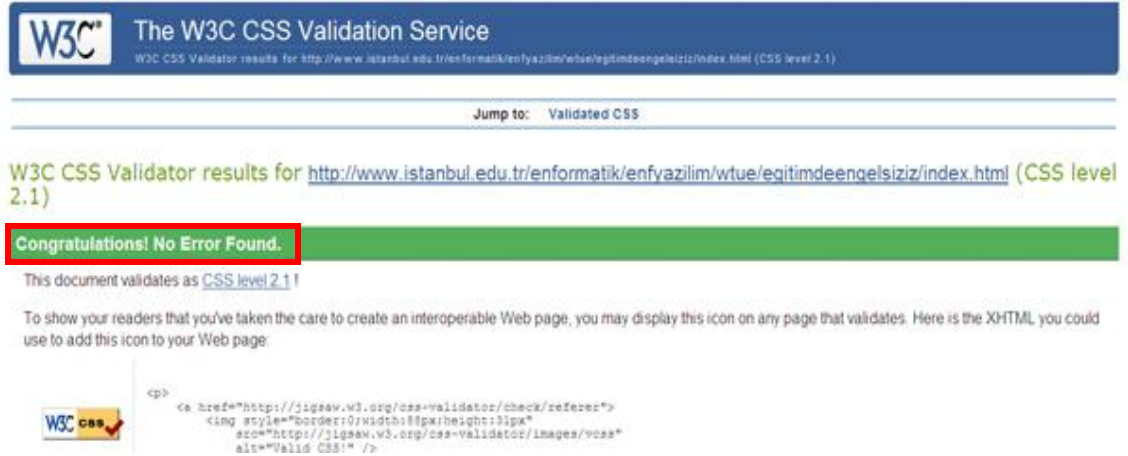 W3C®
The W3C CSS Validation Service
W3C CSS Validator results for http://www.istanbul.edu.tr/enformatik/enfyazilim/wtue/egitimdeengelsiziz/index.html (CSS level 2.1)
Jump to: Validated CSS
W3C CSS Validator results for http://www.istanbul.edu.tr/enformatik/enfyazilim/wtue/egitimdeengelsiziz/index.html (CSS level
2.1)
Congratulations! No Error Found.
This document validates as CSS level 2.1 !
To show your readers that you've taken the care to create an interoperable Web page, you may display this icon on any page that validates. Here is the XHTML you could
use to add this icon to your Web page:
<p>
<a href="http://jigsaw.w3.org/css-validator/check/referer">
<img style="border:0;width:88px;height:31px"
src="http://jigsaw.w3.org/css-validator/images/vcss"
alt="Valid CSS!" />
W3C css